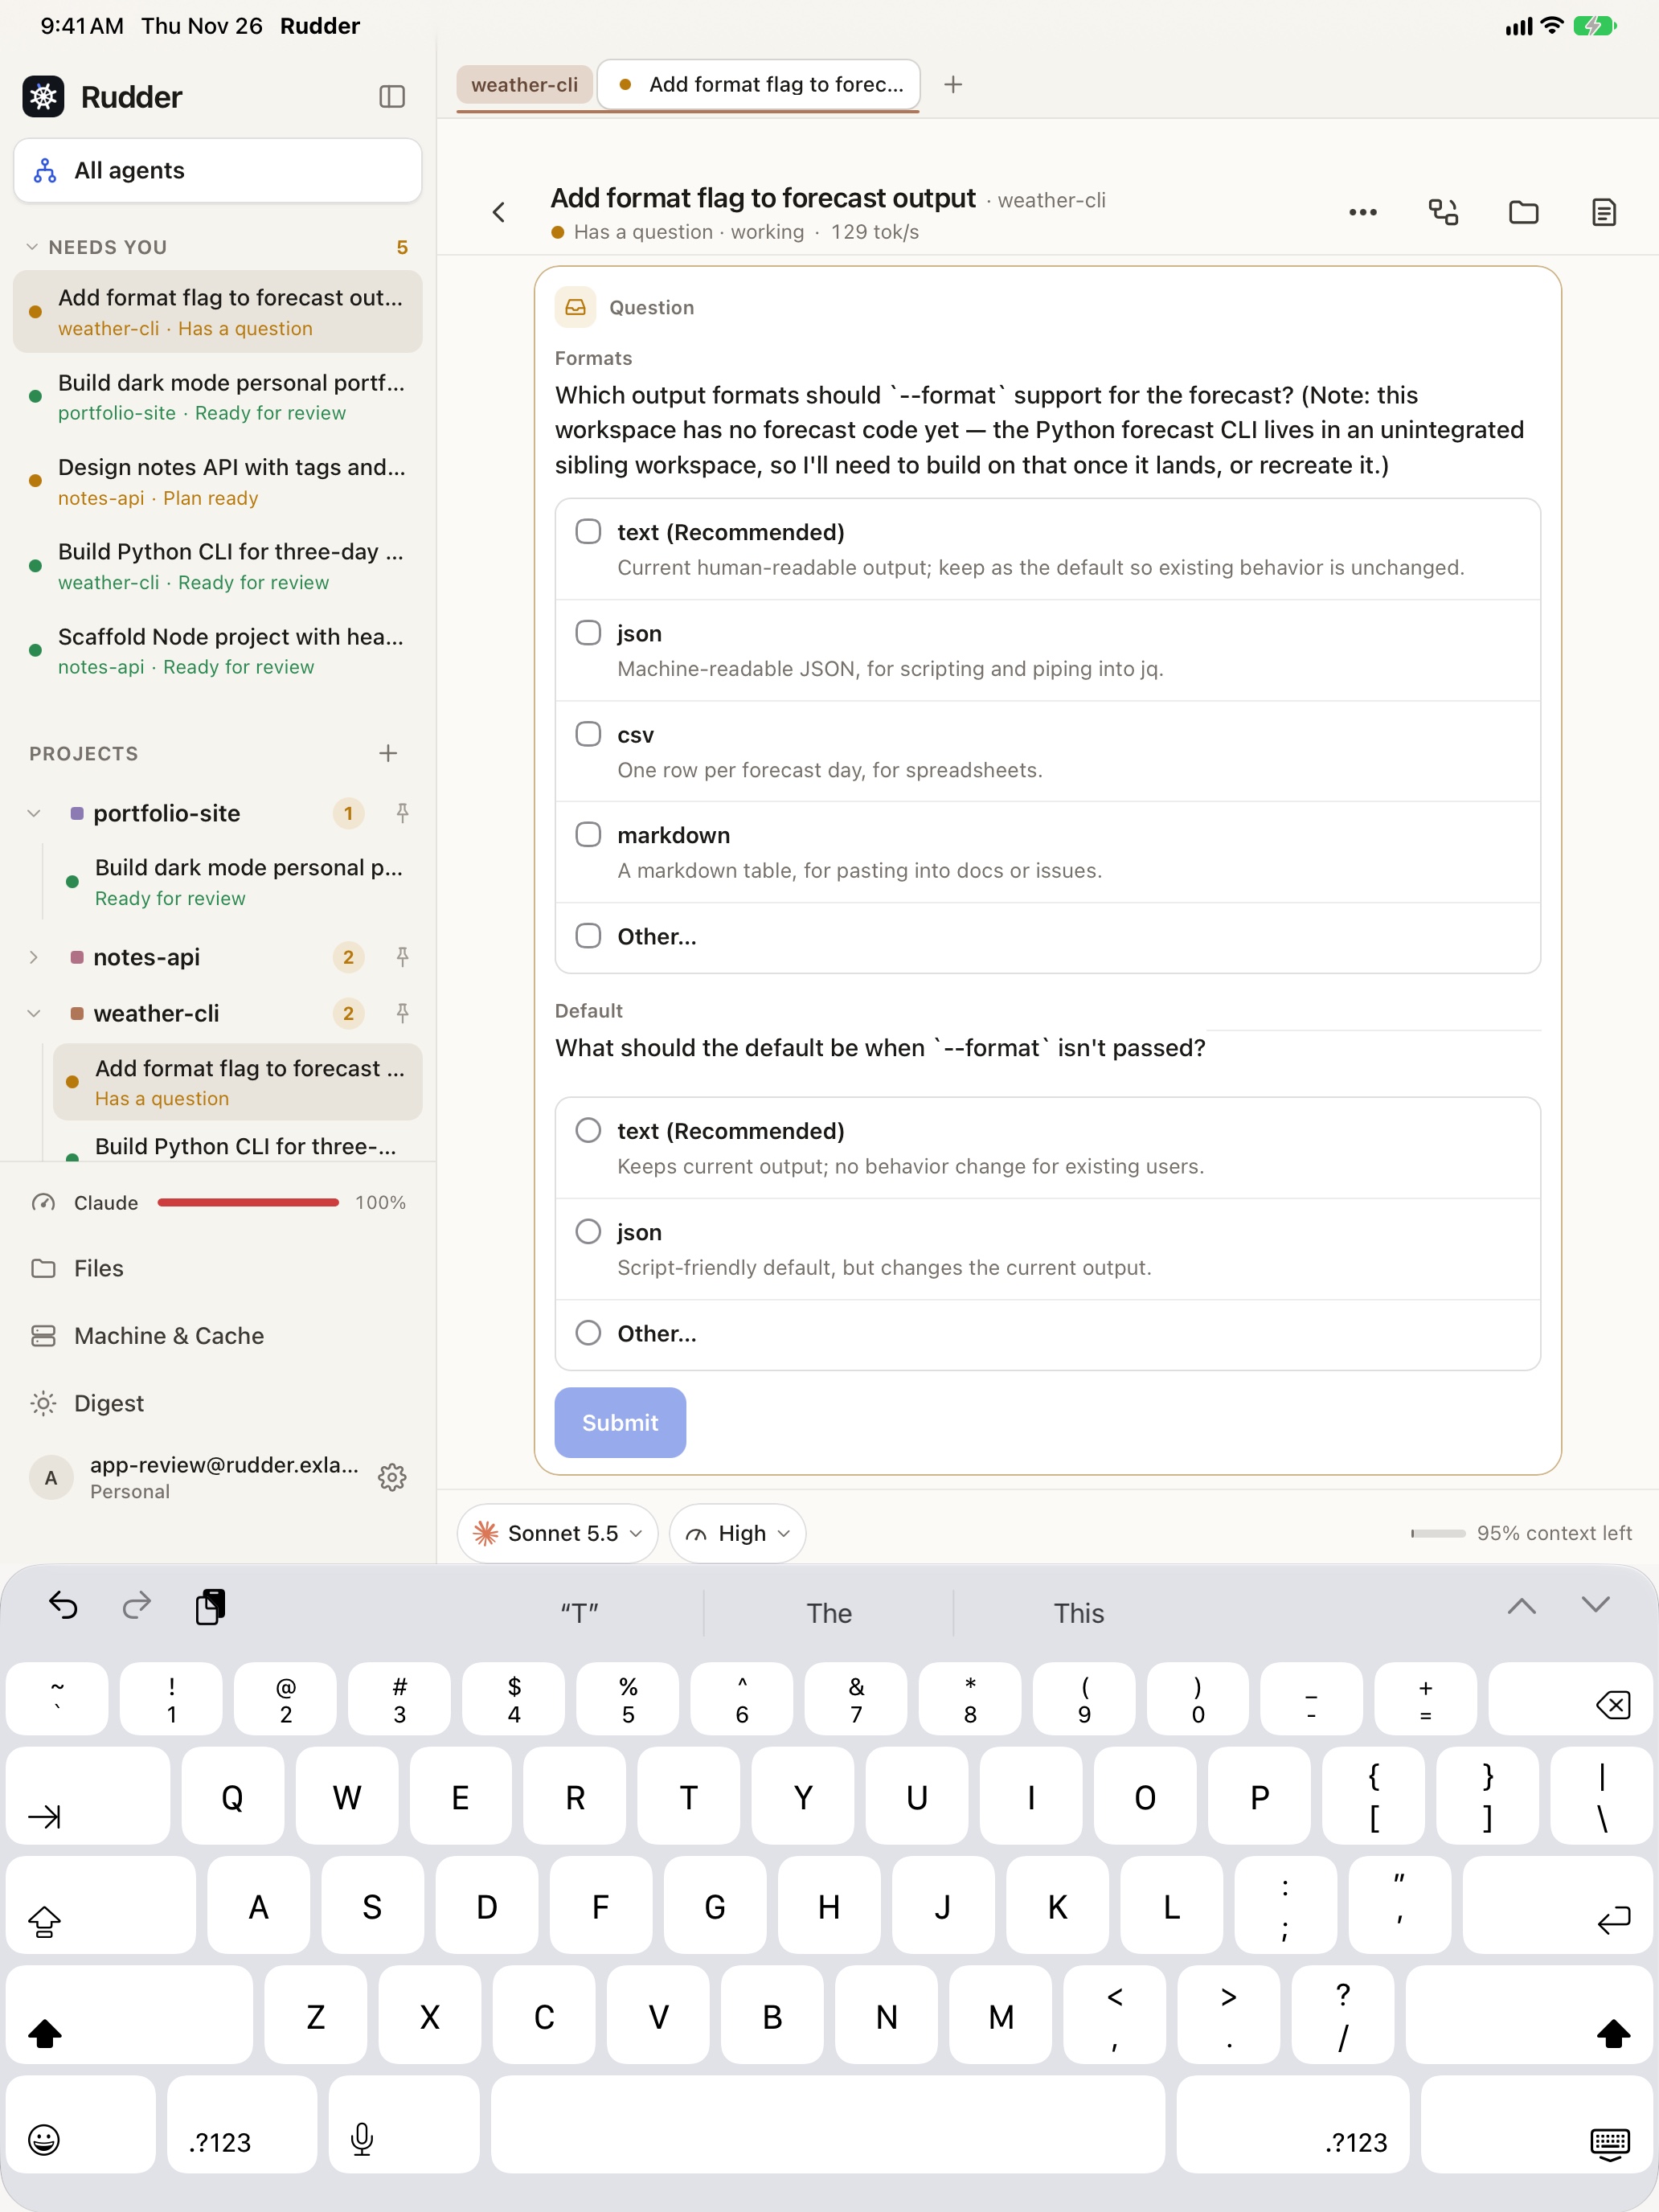 9:41 AM Thu Nov 26 Rudder
Rudder
All agents
NEEDS YOU 5
Add format flag to forecast out...
weather-cli · Has a question
Build dark mode personal portf...
portfolio-site · Ready for review
Design notes API with tags and...
notes-api · Plan ready
Build Python CLI for three-day ...
weather-cli · Ready for review
Scaffold Node project with hea...
notes-api · Ready for review
PROJECTS
portfolio-site 1
Build dark mode personal p...
Ready for review
notes-api 2
weather-cli 2
Add format flag to forecast ...
Has a question
Build Python CLI for three-...
Claude 100%
Files
Machine & Cache
Digest
A
app-review@rudder.exla...
Personal
weather-cli
Add format flag to forec...
Add format flag to forecast output · weather-cli
Has a question · working · 129 tok/s
Question
Formats
Which output formats should `--format` support for the forecast? (Note: this
workspace has no forecast code yet — the Python forecast CLI lives in an unintegrated
sibling workspace, so I'll need to build on that once it lands, or recreate it.)
text (Recommended)
Current human-readable output; keep as the default so existing behavior is unchanged.
json
Machine-readable JSON, for scripting and piping into jq.
csv
One row per forecast day, for spreadsheets.
markdown
A markdown table, for pasting into docs or issues.
Other...
Default
What should the default be when `--format` isn't passed?
text (Recommended)
Keeps current output; no behavior change for existing users.
json
Script-friendly default, but changes the current output.
Other...
Submit
Sonnet 5.5 High 95% context left
“T” The This
~ ! @ # $ % ^ & * ( ) _ +
` 1 2 3 4 5 6 7 8 9 0 - =
Q W E R T Y U I O P { } |
[ ] \
A S D F G H J K L : "
; '
Z X C V B N M < > ?
, . /
.?123 .?123